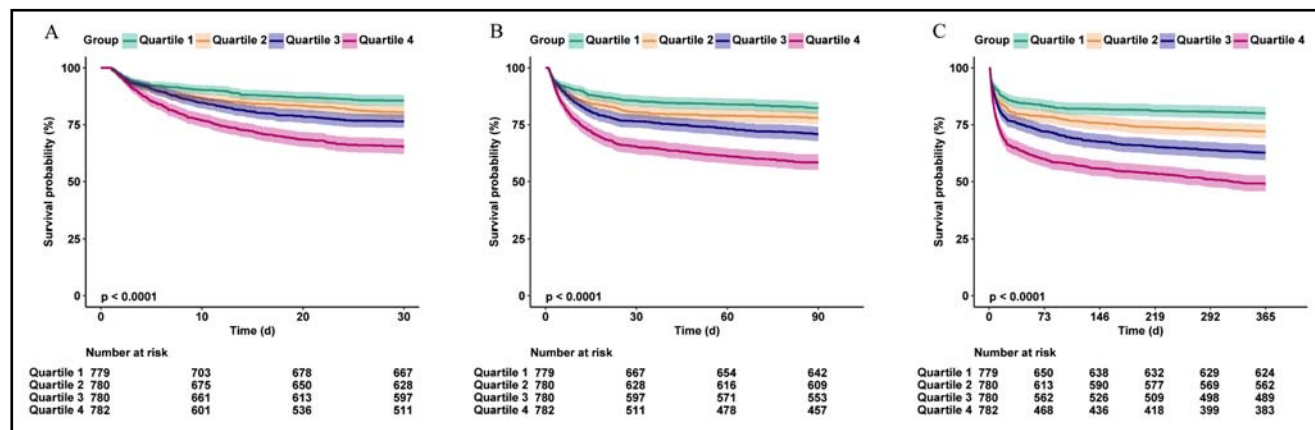 A
Group Quartile 1 Quartile 2 Quartile 3 Quartile 4
Survival probability (%)
100
75
50
25
0
p < 0.0001
0 10 20 30
Time (d)
Number at risk
Quartile 1 779 703 678 667
Quartile 2 780 675 650 628
Quartile 3 780 661 613 597
Quartile 4 782 601 536 511
B
Group Quartile 1 Quartile 2 Quartile 3 Quartile 4
Survival probability (%)
100
75
50
25
0
p < 0.0001
0 30 60 90
Time (d)
Number at risk
Quartile 1 779 667 654 642
Quartile 2 780 628 616 609
Quartile 3 780 597 571 553
Quartile 4 782 511 478 457
C
Group Quartile 1 Quartile 2 Quartile 3 Quartile 4
Survival probability (%)
100
75
50
25
0
p < 0.0001
0 73 146 219 292 365
Time (d)
Number at risk
Quartile 1 779 650 638 632 629 624
Quartile 2 780 613 590 577 569 562
Quartile 3 780 562 526 509 498 489
Quartile 4 782 468 436 418 399 383